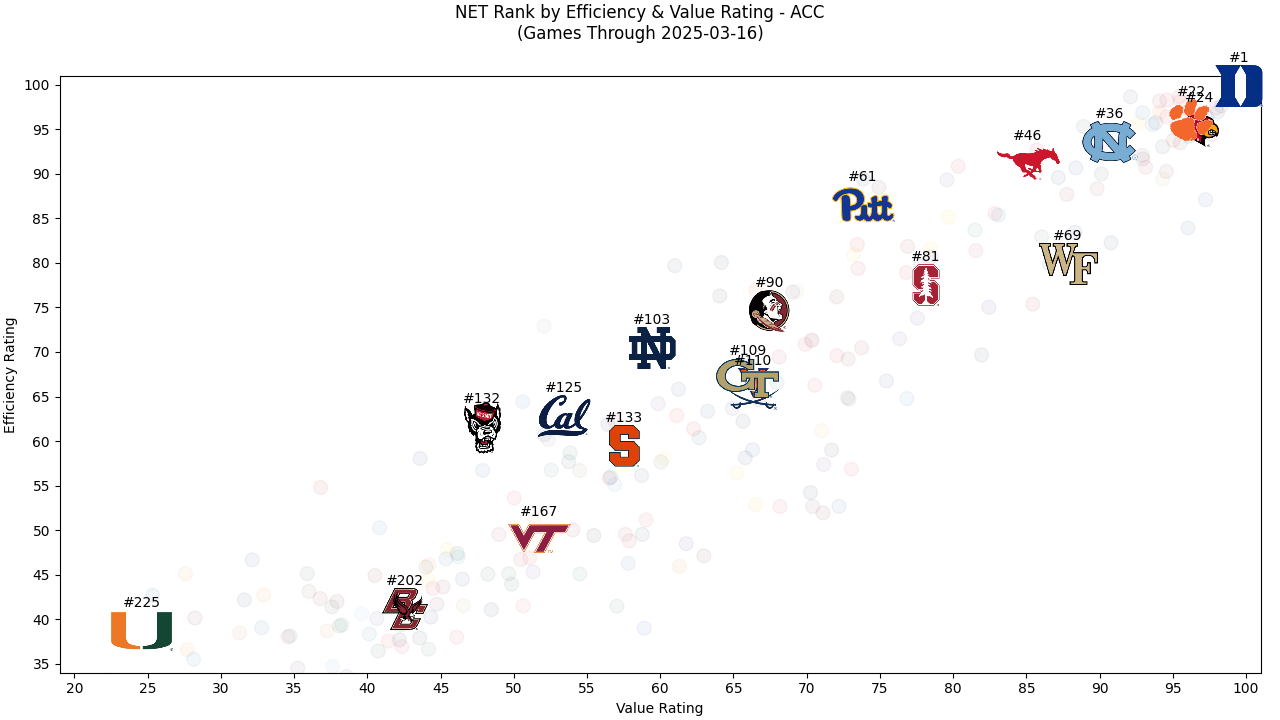 NET Rank by Efficiency & Value Rating - ACC
(Games Through 2025-03-16)
#1
#22
#24
#36
#46
#61
Pitt
#69
WF
#81
S
#90
#103
ND
#109
#110
GT
#125
Cal
#132
#133
S
#167
VT
#202
BC
#225
U
D
NC
100
95
90
85
80
75
70
65
60
55
50
45
40
35
Efficiency Rating
20 25 30 35 40 45 50 55 60 65 70 75 80 85 90 95 100
Value Rating